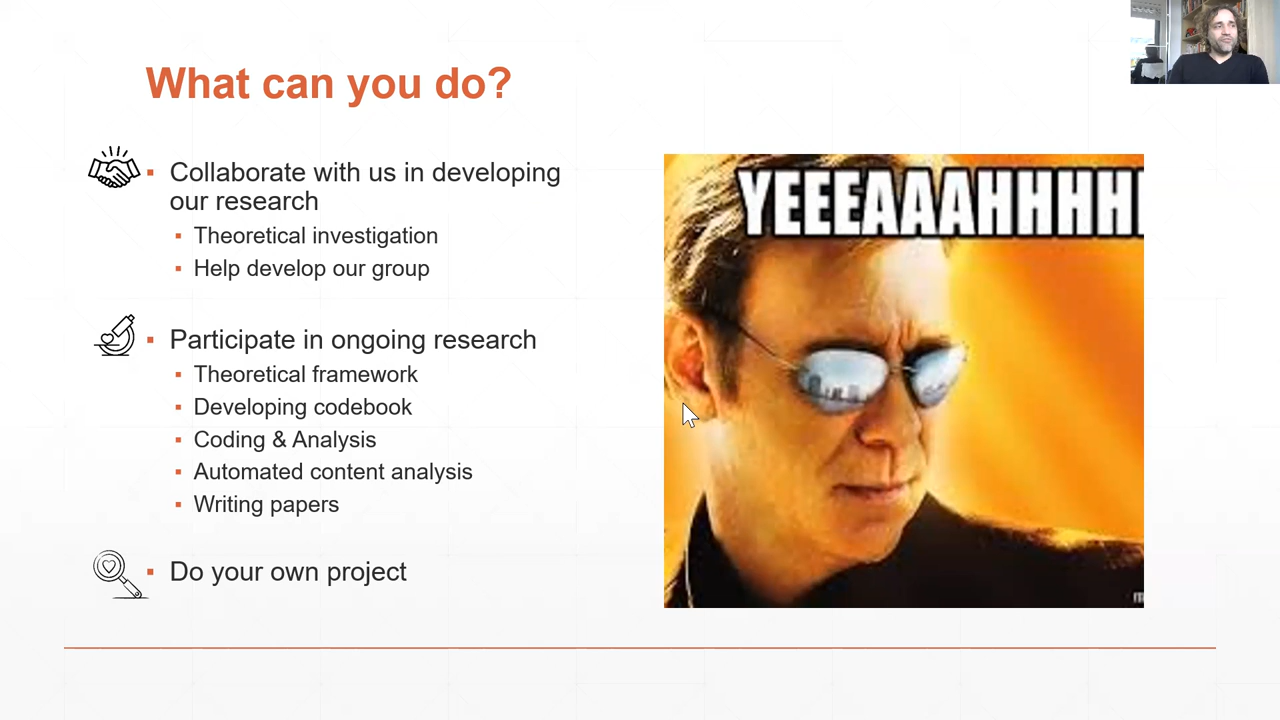 What can you do?
▪ Collaborate with us in developing
our research
▪ Theoretical investigation
▪ Help develop our group
▪ Participate in ongoing research
▪ Theoretical framework
▪ Developing codebook
▪ Coding & Analysis
▪ Automated content analysis
▪ Writing papers
▪ Do your own project
YEEEAAAHHHH